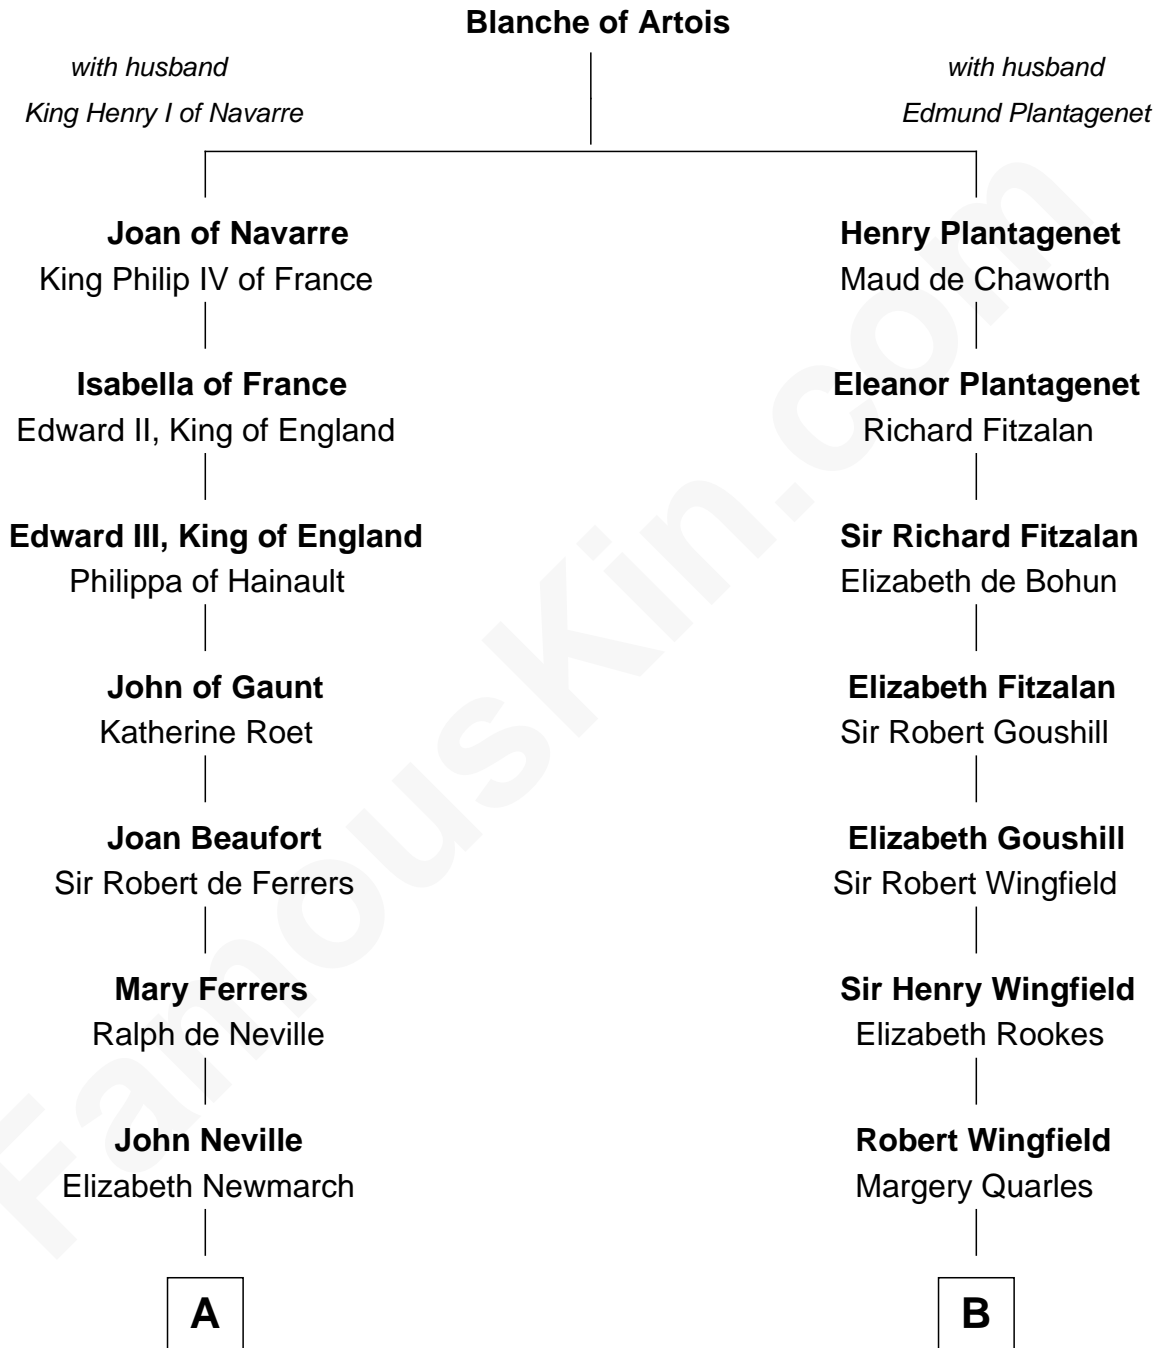 Blanche of Artois
with husband
King Henry I of Navarre
with husband
Edmund Plantagenet
Joan of Navarre
King Philip IV of France
Henry Plantagenet
Maud de Chaworth
Isabella of France
Edward II, King of England
Eleanor Plantagenet
Richard Fitzalan
Edward III, King of England
Philippa of Hainault
Sir Richard Fitzalan
Elizabeth de Bohun
John of Gaunt
Katherine Roet
Elizabeth Fitzalan
Sir Robert Goushill
Joan Beaufort
Sir Robert de Ferrers
Elizabeth Goushill
Sir Robert Wingfield
Mary Ferrers
Ralph de Neville
Sir Henry Wingfield
Elizabeth Rookes
John Neville
Elizabeth Newmarch
Robert Wingfield
Margery Quarles
A
B
FamousKin.com